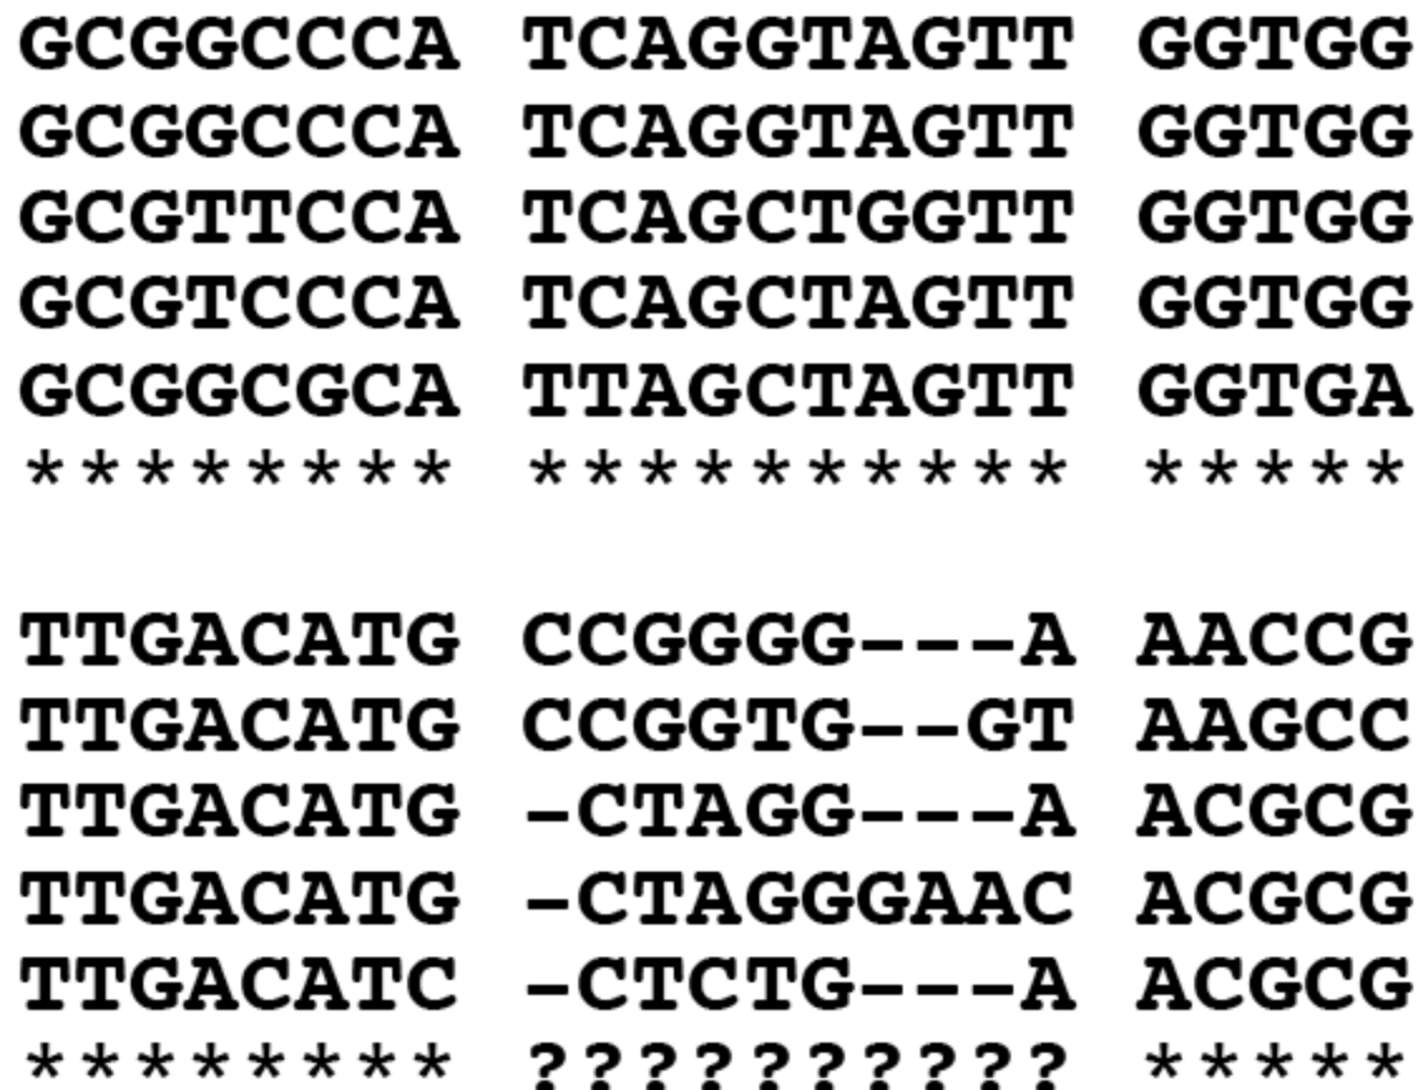 GCGGCCCA TCAGGTAGTT GGTGG
GCGGCCCA TCAGGTAGTT GGTGG
GCGTTCCA TCAGCTGGTT GGTGG
GCGTCCCA TCAGCTAGTT GGTGG
GCGGCGCA TTAGCTAGTT GGTGA
******** ********** *****
TTGACATG CCGGGG---A AACCG
TTGACATG CCGGTG--GT AAGCC
TTGACATG -CTAGG---A ACGCG
TTGACATG -CTAGGGAAC ACGCG
TTGACATC -CTCTG---A ACGCG
******** ?????????? *****